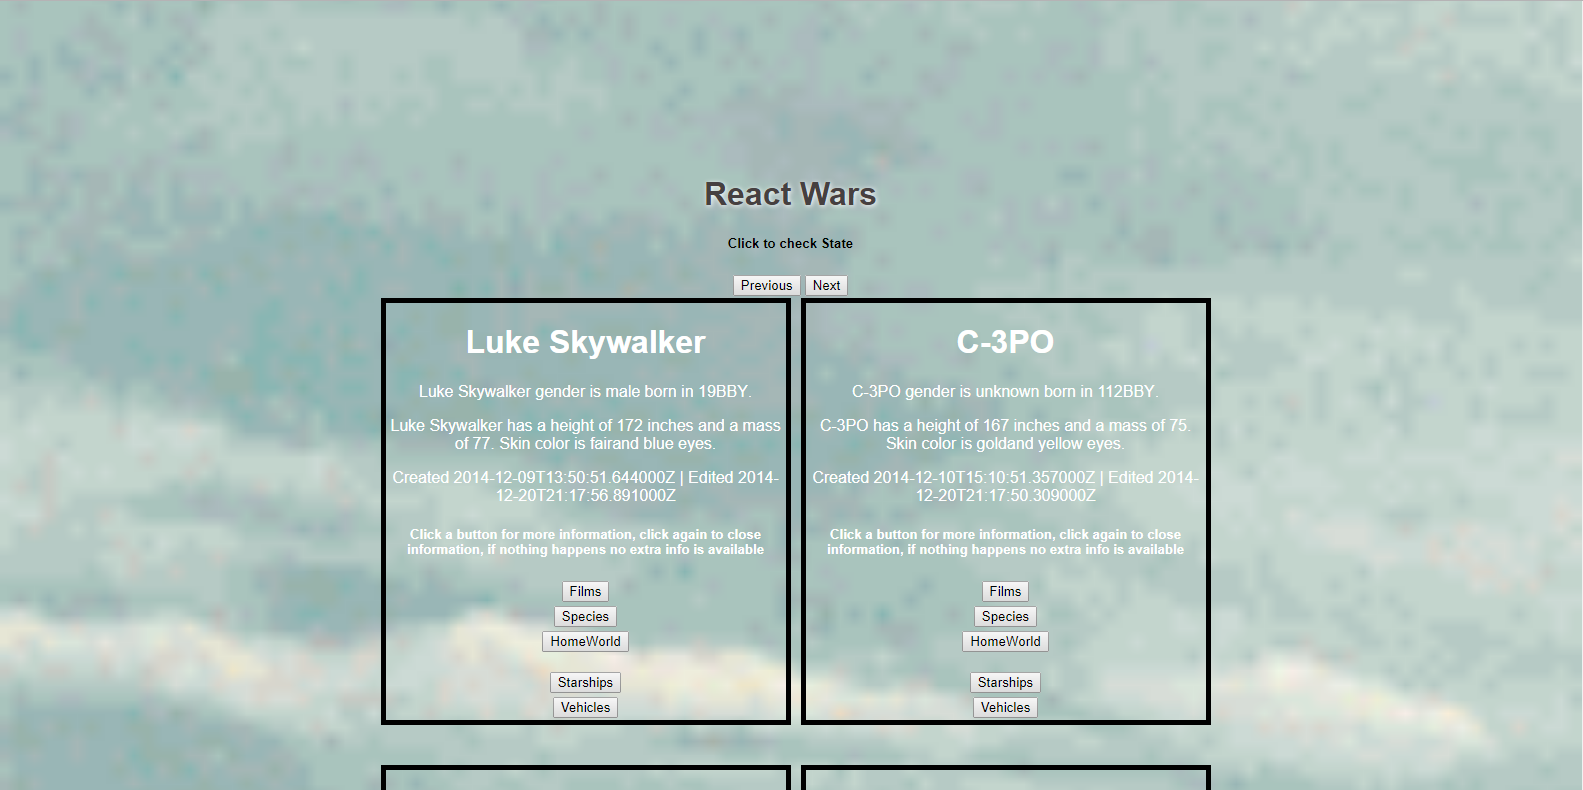 React Wars
Click to check State
Previous Next
Luke Skywalker
Luke Skywalker gender is male born in 19BBY.
Luke Skywalker has a height of 172 inches and a mass
of 77. Skin color is fairand blue eyes.
Created 2014-12-09T13:50:51.644000Z | Edited 2014-
12-20T21:17:56.891000Z
Click a button for more information, click again to close
information, if nothing happens no extra info is available
Films
Species
HomeWorld
Starships
Vehicles
C-3PO
C-3PO gender is unknown born in 112BBY.
C-3PO has a height of 167 inches and a mass of 75.
Skin color is goldand yellow eyes.
Created 2014-12-10T15:10:51.357000Z | Edited 2014-
12-20T21:17:50.309000Z
Click a button for more information, click again to close
information, if nothing happens no extra info is available
Films
Species
HomeWorld
Starships
Vehicles